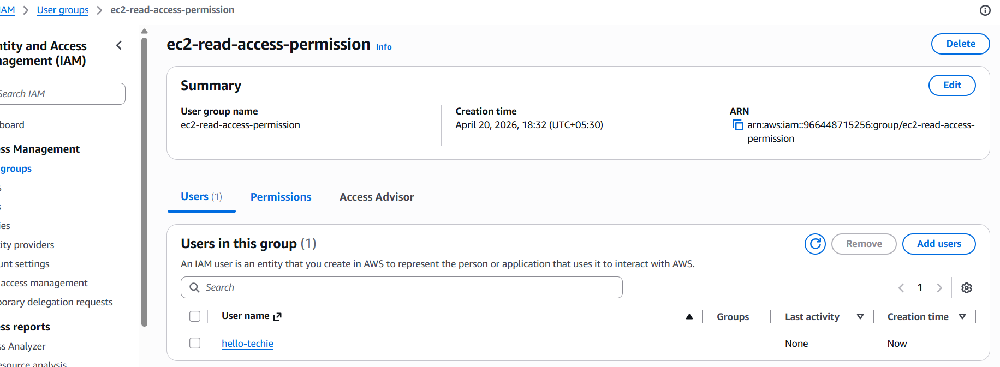 IAM > User groups > ec2-read-access-permission
ntity and Access
nagement (IAM)
Search IAM
board
ss Management
groups
s
s
ies
ity providers
unt settings
access management
porary delegation requests
ss reports
ss Analyzer
esource analysis
ec2-read-access-permission Info
Delete
Summary
Edit
User group name
ec2-read-access-permission
Creation time
April 20, 2026, 18:32 (UTC+05:30)
ARN
arn:aws:iam::966448715256:group/ec2-read-access-
permission
Users (1)
Permissions
Access Advisor
Users in this group (1)
Remove
Add users
An IAM user is an entity that you create in AWS to represent the person or application that uses it to interact with AWS.
Search
1
User name
Groups
Last activity
Creation time
hello-techie
None
Now